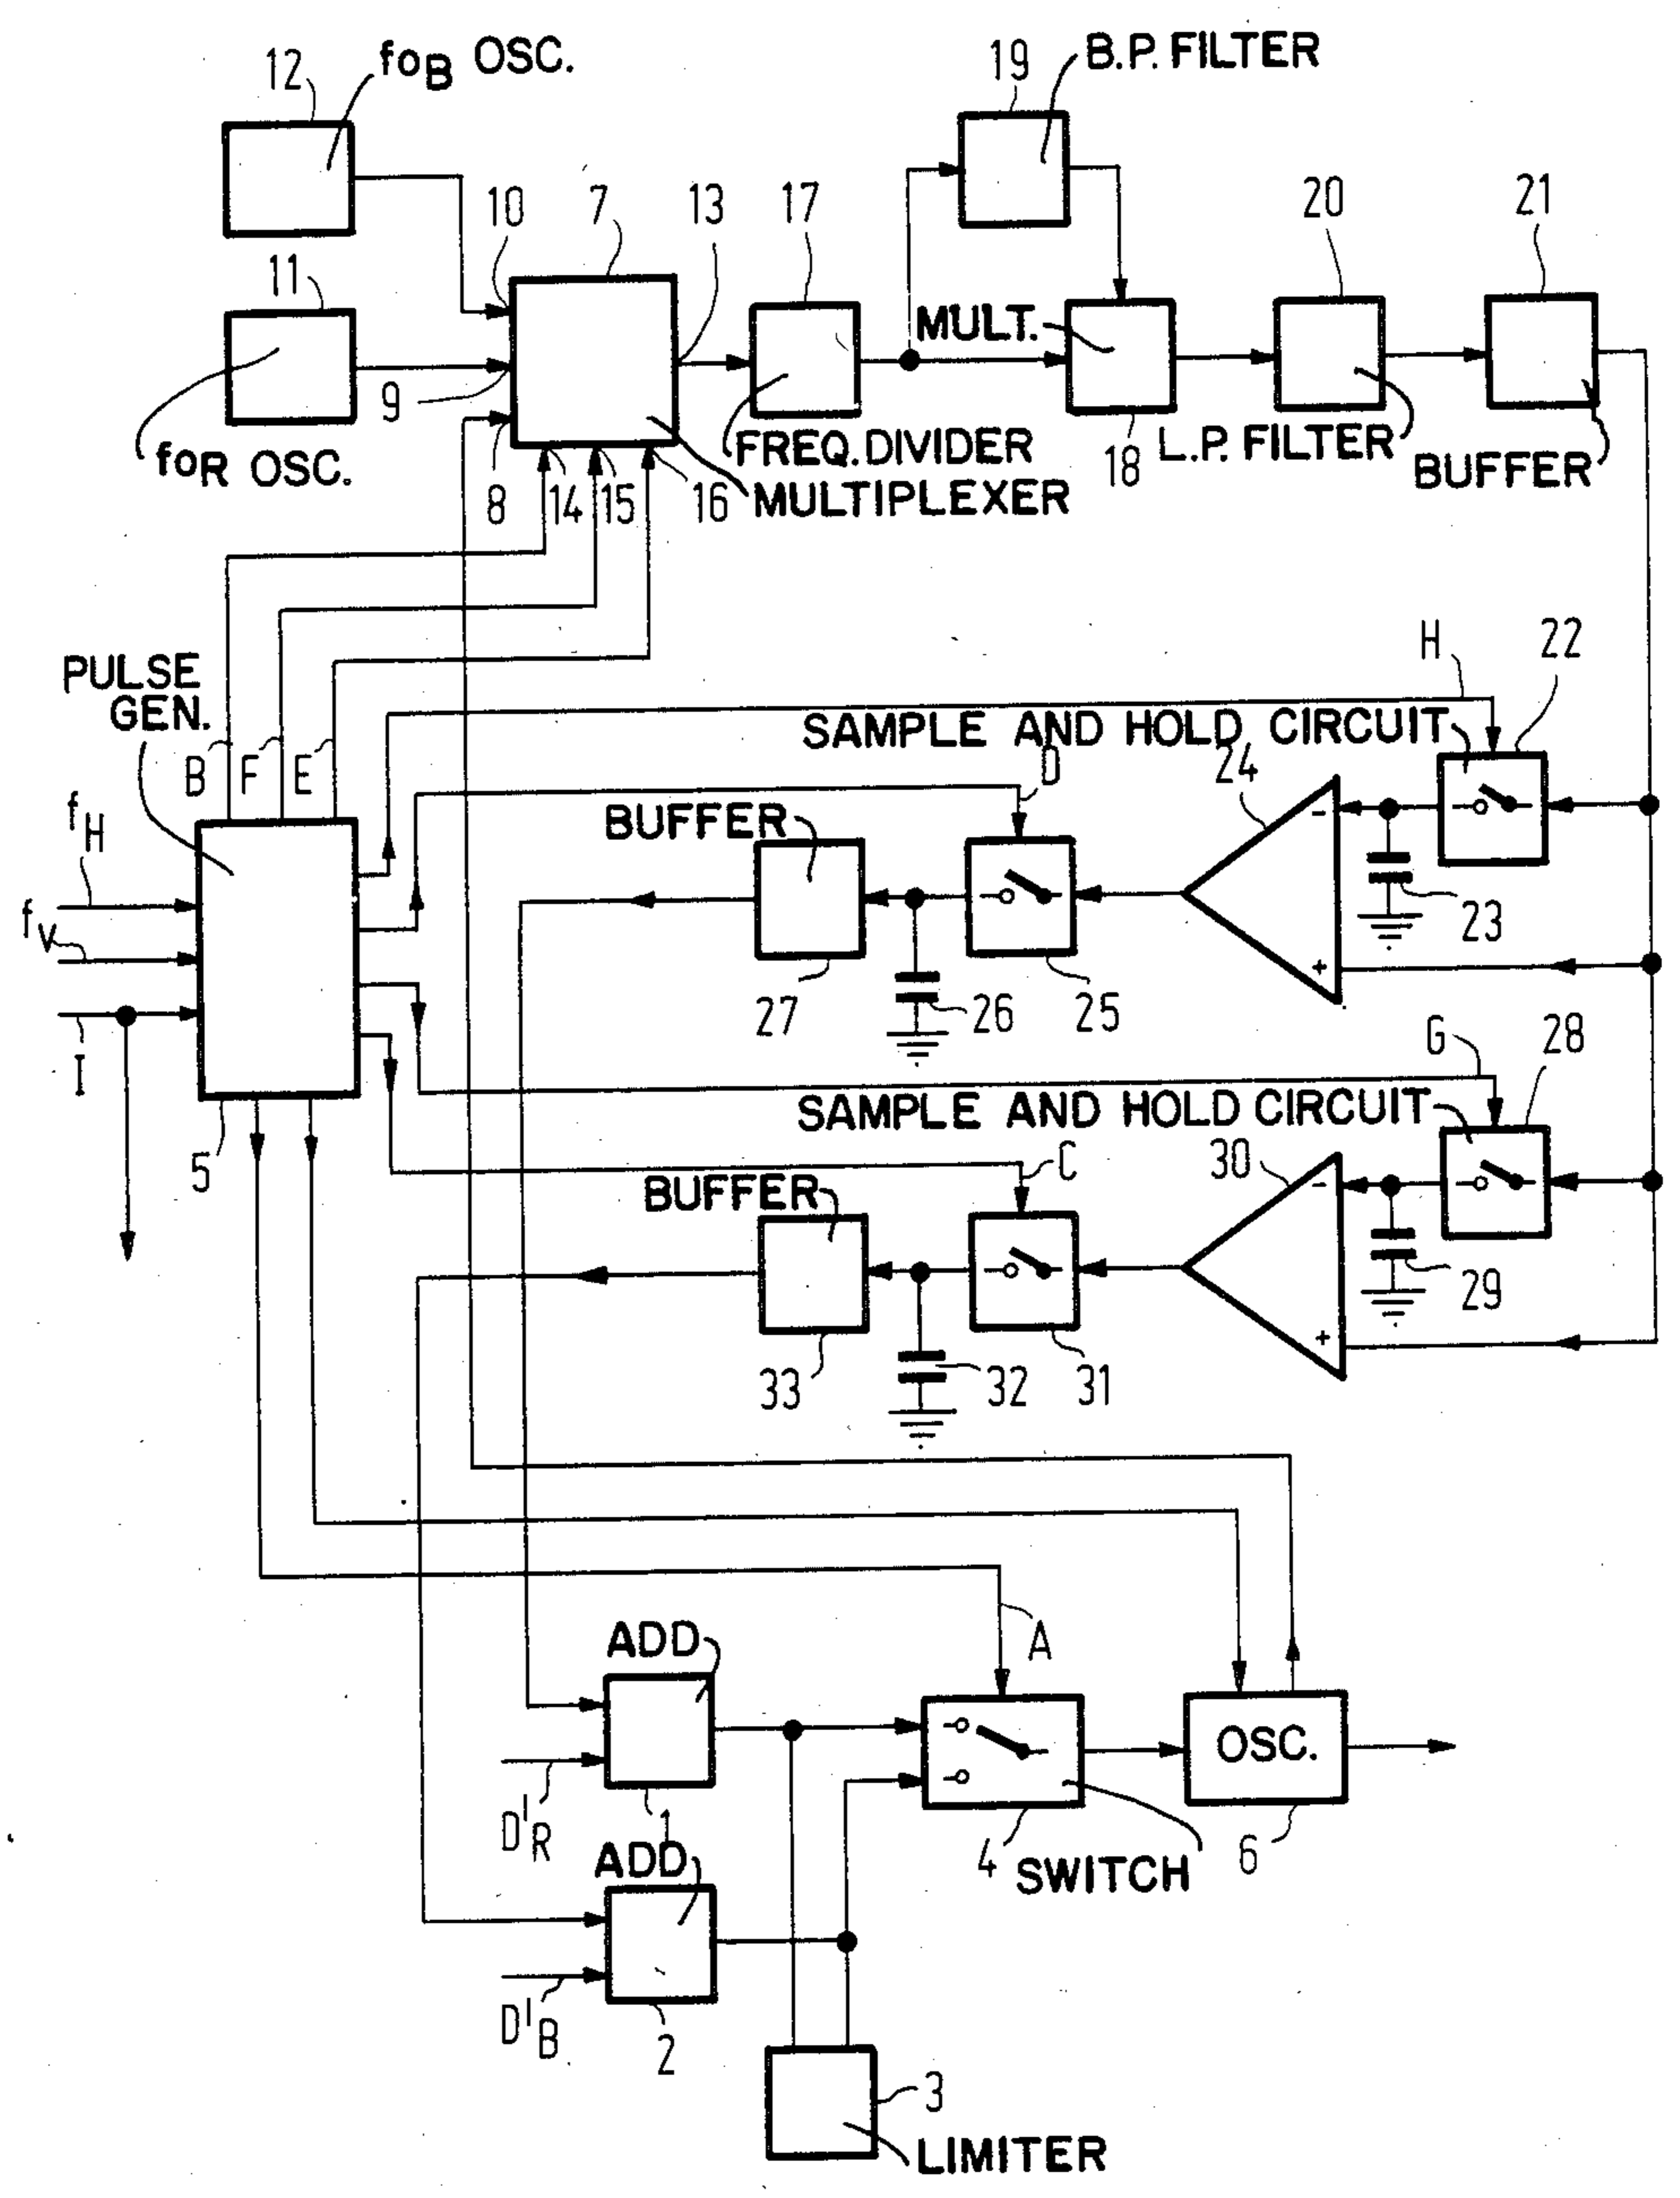 12
foB OSC.
19
B.P. FILTER
10
7
13
17
20
21
11
9
MULT.
foR OSC.
FREQ. DIVIDER
18
L.P. FILTER
BUFFER
8
14
15
16
MULTIPLEXER
PULSE
GEN.
H
22
SAMPLE AND HOLD CIRCUIT
B
F
E
D
24
fH
BUFFER
-
fV
23
+
27
26
25
I
G
28
SAMPLE AND HOLD CIRCUIT
5
C
30
BUFFER
-
29
+
33
32
31
A
ADD
OSC.
D'R
1
4
SWITCH
6
ADD
D'B
2
3
LIMITER